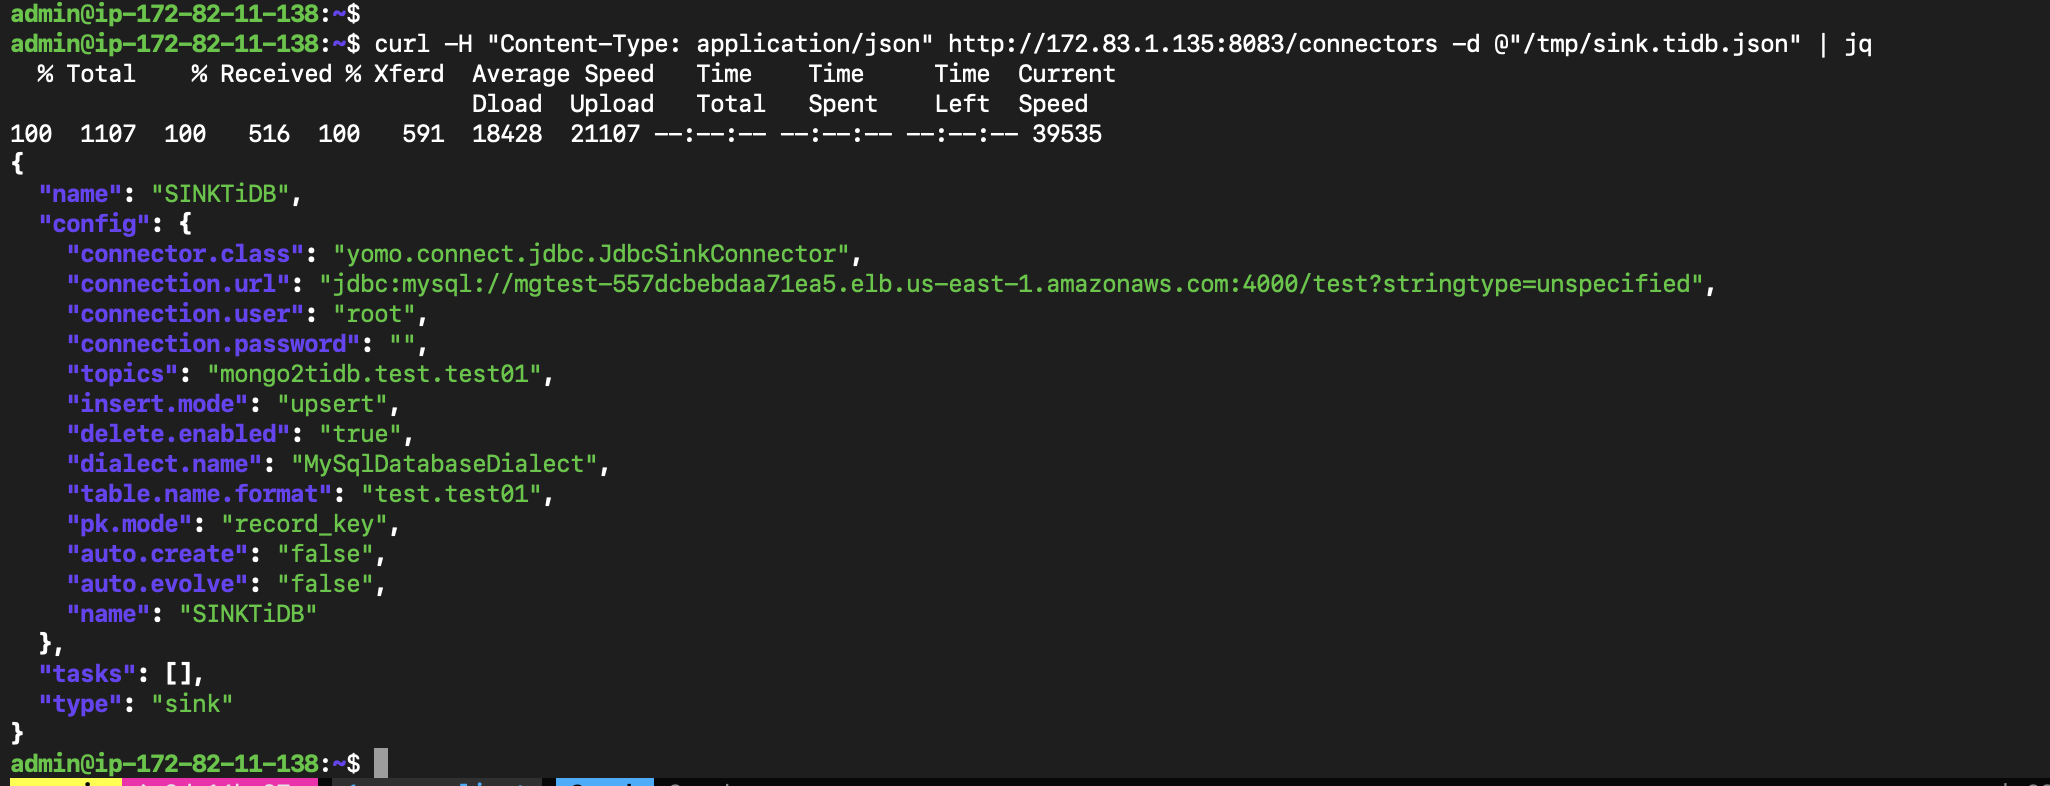 admin@ip-172-82-11-138:~$
admin@ip-172-82-11-138:~$ curl -H "Content-Type: application/json" http://172.83.1.135:8083/connectors -d @"/tmp/sink.tidb.json" | jq
  % Total    % Received % Xferd  Average Speed   Time    Time     Time  Current
                                 Dload  Upload   Total   Spent    Left  Speed
100  1107  100   516  100   591  18428  21107 --:--:-- --:--:-- --:--:-- 39535
{
  "name": "SINKTiDB",
  "config": {
    "connector.class": "yomo.connect.jdbc.JdbcSinkConnector",
    "connection.url": "jdbc:mysql://mgtest-557dcbebdaa71ea5.elb.us-east-1.amazonaws.com:4000/test?stringtype=unspecified",
    "connection.user": "root",
    "connection.password": "",
    "topics": "mongo2tidb.test.test01",
    "insert.mode": "upsert",
    "delete.enabled": "true",
    "dialect.name": "MySqlDatabaseDialect",
    "table.name.format": "test.test01",
    "pk.mode": "record_key",
    "auto.create": "false",
    "auto.evolve": "false",
    "name": "SINKTiDB"
  },
  "tasks": [],
  "type": "sink"
}
admin@ip-172-82-11-138:~$